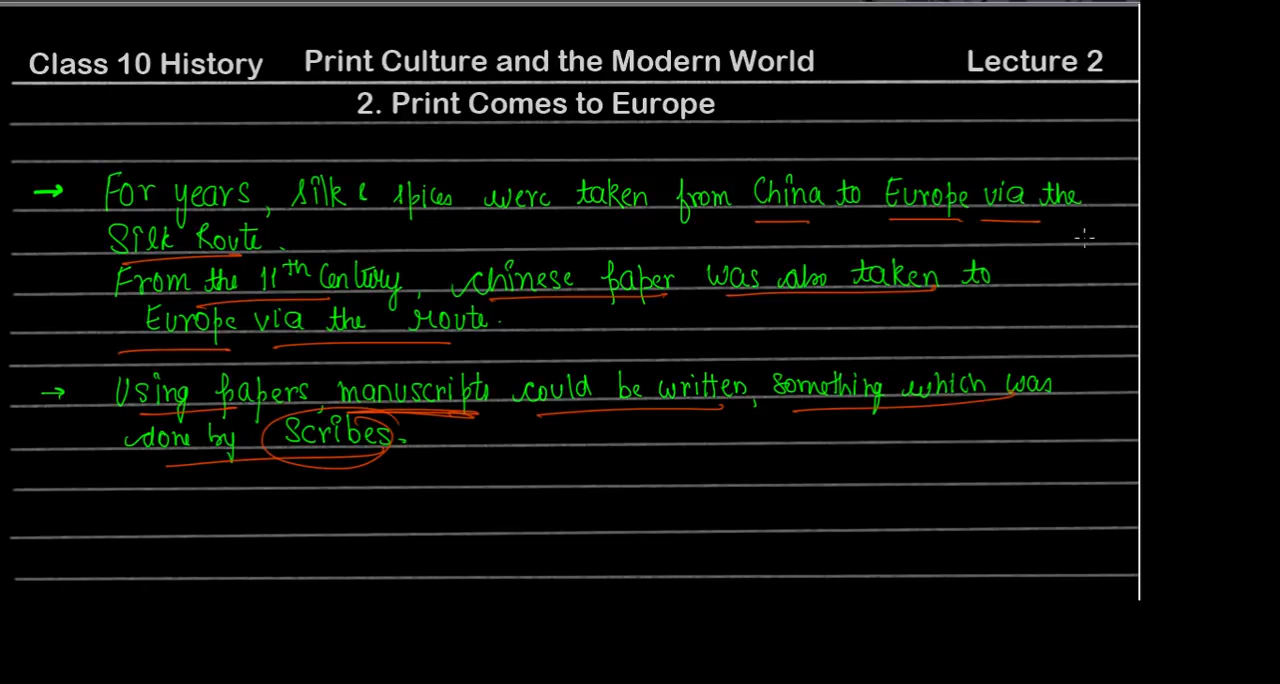 Class 10 History Print Culture and the Modern World Lecture 2
2. Print Comes to Europe
→ For years, silk & spices were taken from China to Europe via the
Silk Route.
From the 11th Century, chinese paper was also taken to
Europe via the route.
→ Using papers, manuscripts could be written, something which was
done by Scribes.